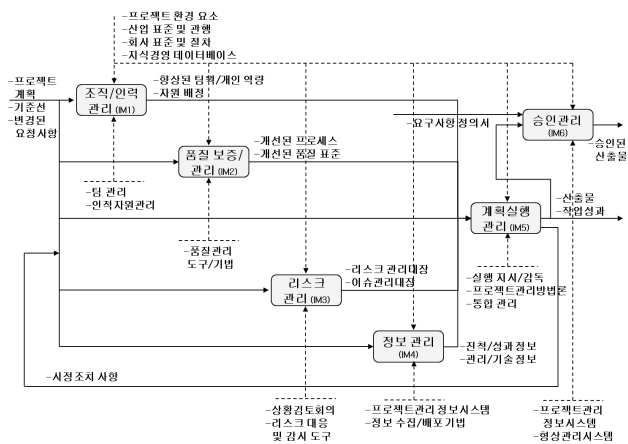 -프로젝트 환경 요소
-산업 표준 및 관행
-회사 표준 및 절차
-지식경영 데이터베이스
-프로젝트
계획
-기준선
-변경된
요청사항
조직/인력
관리 (IM1)
-향상된 팀워/개인 역량
-자원 배정
-요구사항 정의서
승인관리
(IM6)
-승인된
산출물
품질 보증/
관리 (IM2)
-개선된 프로세스
-개선된 품질 표준
-팀 관리
-인적자원관리
계획실행
관리 (IM5)
-산출물
-작업성과
-품질관리
도구/기법
리스크
관리 (IM3)
-리스크 관리대장
-이슈관리대장
-실행 지시/감독
-프로젝트관리방법론
-통합 관리
정보 관리
(IM4)
-진척/성과 정보
-관리/기술 정보
-시정조치 사항
-상황검토회의
-리스크 대응
및 감시 도구
-프로젝트관리 정보시스템
-정보 수집/배포 기법
-프로젝트관리
정보시스템
-형상관리시스템